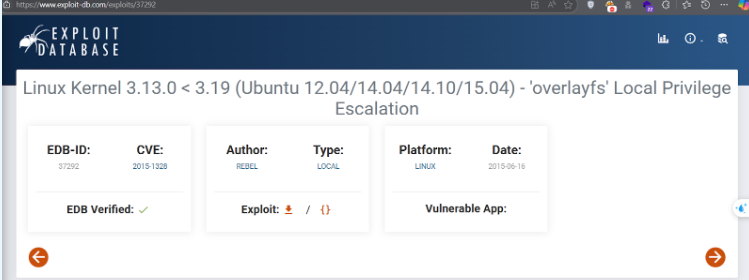 https://www.exploit-db.com/exploits/37292
EXPLOIT
DATABASE
Linux Kernel 3.13.0 < 3.19 (Ubuntu 12.04/14.04/14.10/15.04) - 'overlayfs' Local Privilege
Escalation
EDB-ID:
37292
CVE:
2015-1328
EDB Verified:
Author:
REBEL
Type:
LOCAL
Exploit: / {}
Platform:
LINUX
Date:
2015-06-16
Vulnerable App: